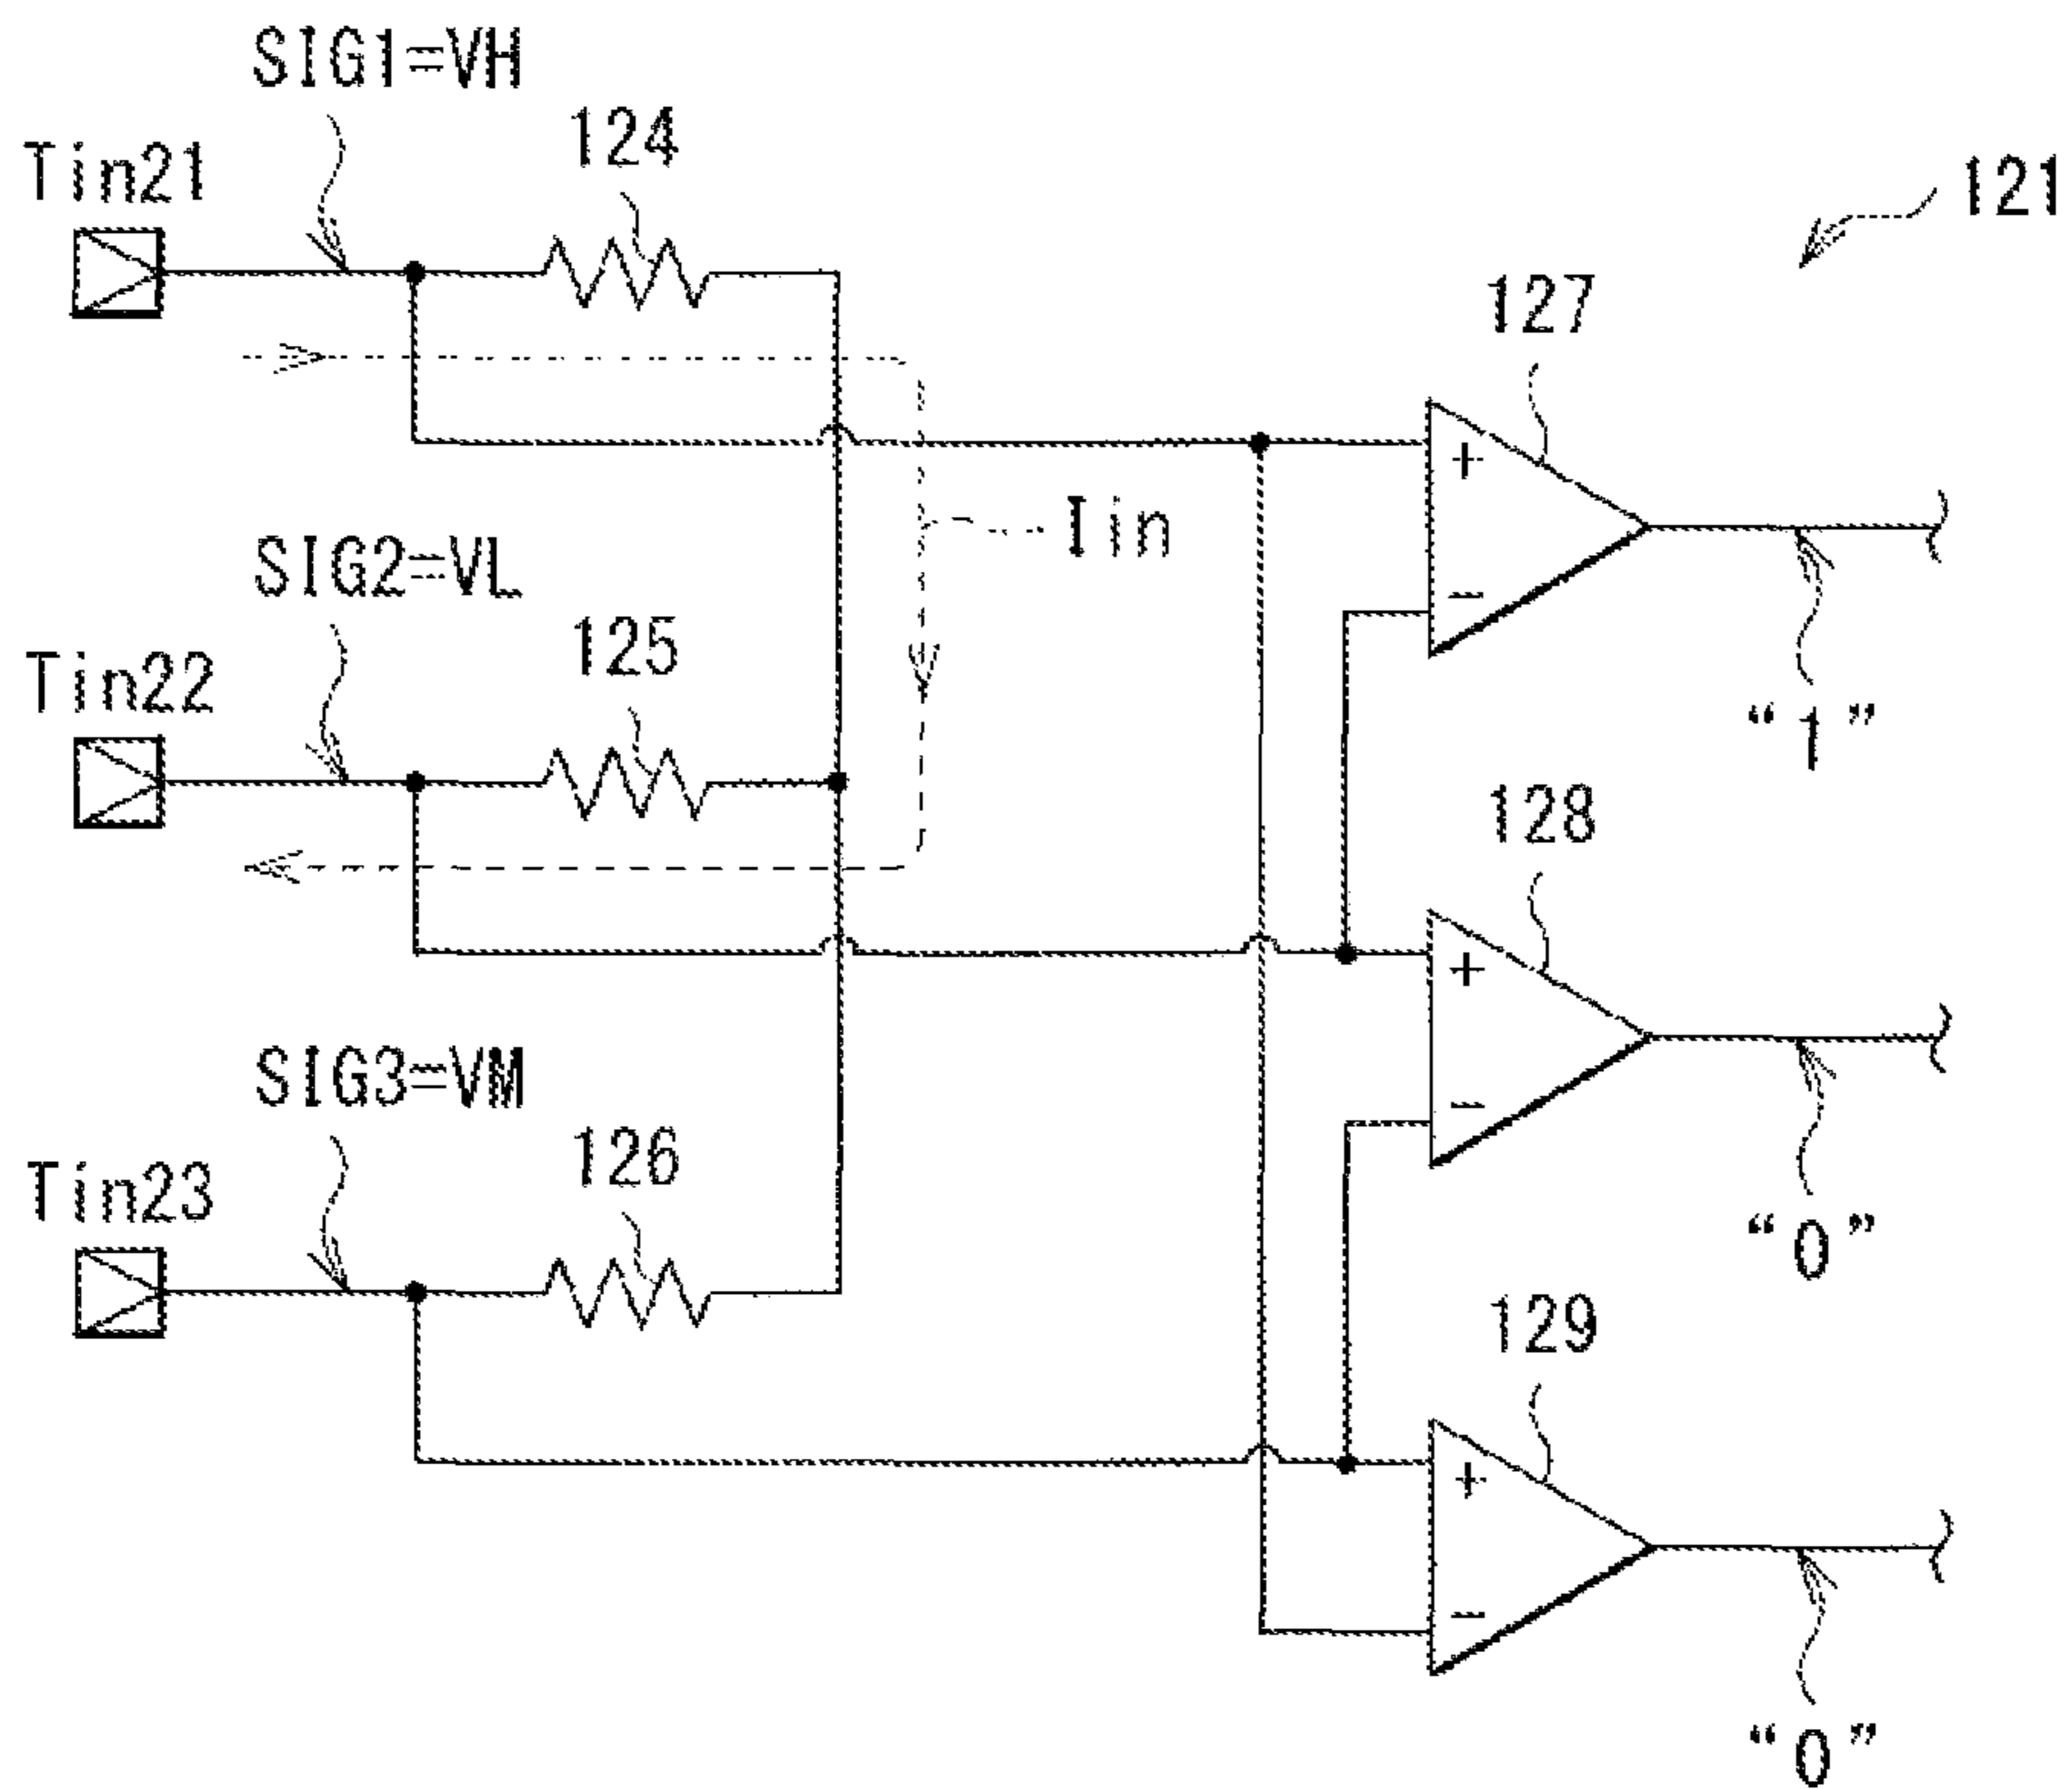 SIG1=VH
124
Tin21
121
127
+
Iin
−
SIG2=VL
125
Tin22
“1”
128
+
−
SIG3=VM
126
Tin23
“0”
129
+
−
“0”